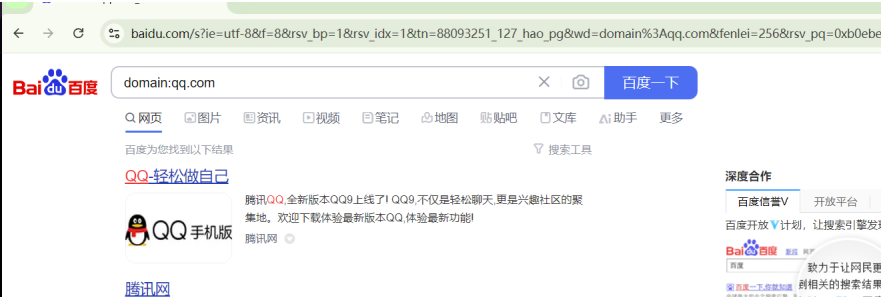 baidu.com/s?ie=utf-8&f=8&rsv_bp=1&rsv_idx=1&tn=88093251_127_hao_pg&wd=domain%3Aqq.com&fenlei=256&rsv_pq=0xb0ebe
Bai du 百度
domain:qq.com
百度一下
网页 图片 资讯 视频 笔记 地图 贴吧 文库 助手 更多
百度为您找到以下结果
搜索工具
QQ-轻松做自己
腾讯QQ,全新版本QQ9上线了! QQ9,不仅是轻松聊天,更是兴趣社区的聚
集地。欢迎下载体验最新版本QQ,体验最新功能!
QQ手机版
腾讯网
腾讯网
深度合作
百度信誉V 开放平台
百度开放V计划，让搜索引擎发现
Bai du 百度
百度
致力于让网民更
到相关的搜索结果